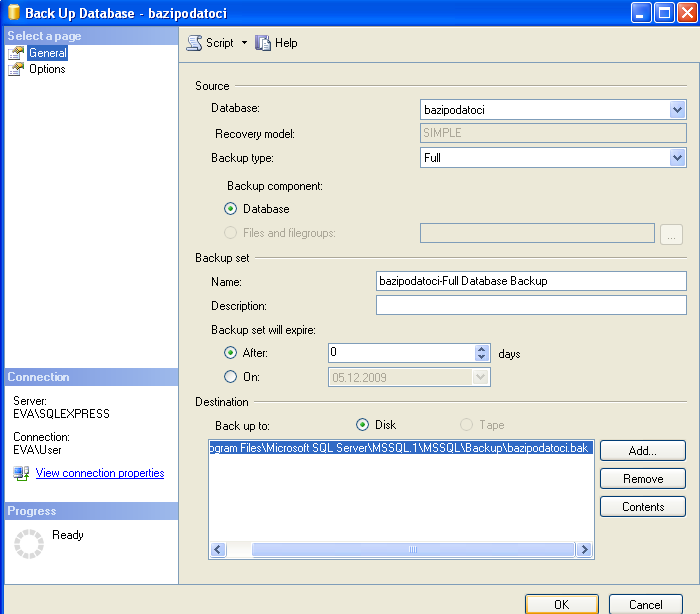 Back Up Database - bazipodatoci
Select a page
General
Options
Script
Help
Source
Database:
bazipodatoci
Recovery model:
SIMPLE
Backup type:
Full
Backup component:
Database
Files and filegroups:
...
Backup set
Name:
bazipodatoci-Full Database Backup
Description:
Backup set will expire:
After:
0
days
On:
05.12.2009
Destination
Back up to:
Disk
Tape
ogram Files\Microsoft SQL Server\MSSQL.1\MSSQL\Backup\bazipodatoci.bak
Add...
Remove
Contents
Connection
Server:
EVA\SQLEXPRESS
Connection:
EVA\User
View connection properties
Progress
Ready
OK
Cancel